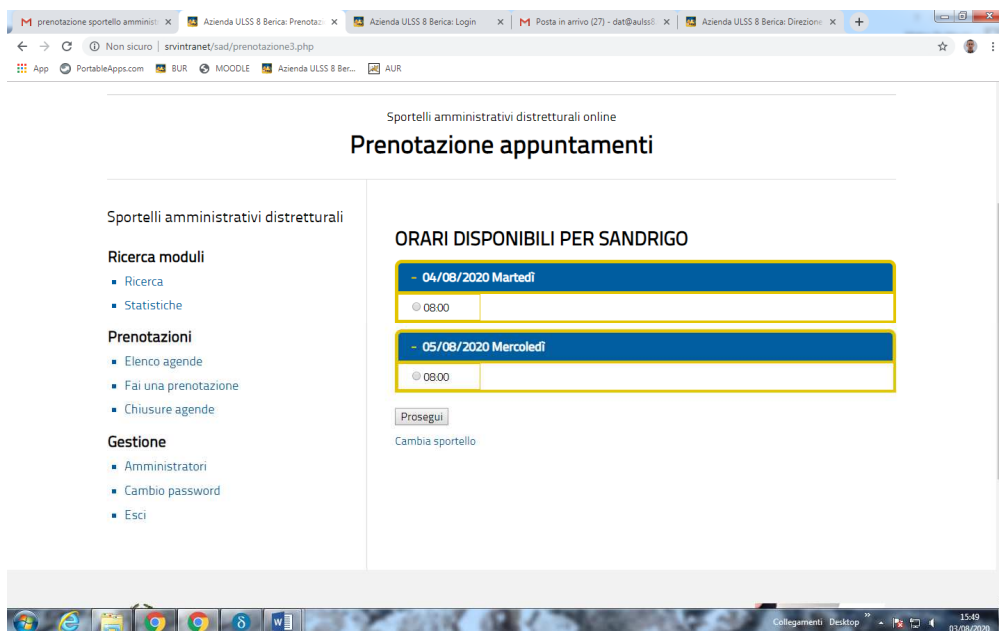 prenotazione sportello amminist
Azienda ULSS 8 Berica: Prenotaz
Azienda ULSS 8 Berica: Login
Posta in arrivo (27) - dat@aulss8
Azienda ULSS 8 Berica: Direzione
Non sicuro | srvintranet/sad/prenotazione3.php
App PortableApps.com BUR MOODLE Azienda ULSS 8 Ber... AUR
Sportelli amministrativi distretturali online
Prenotazione appuntamenti
Sportelli amministrativi distretturali
Ricerca moduli
Ricerca
Statistiche
Prenotazioni
Elenco agende
Fai una prenotazione
Chiusure agende
Gestione
Amministratori
Cambio password
Esci
ORARI DISPONIBILI PER SANDRIGO
- 04/08/2020 Martedì
08:00
- 05/08/2020 Mercoledì
08:00
Prosegui
Cambia sportello
Collegamenti Desktop »
15:49
03/08/2020